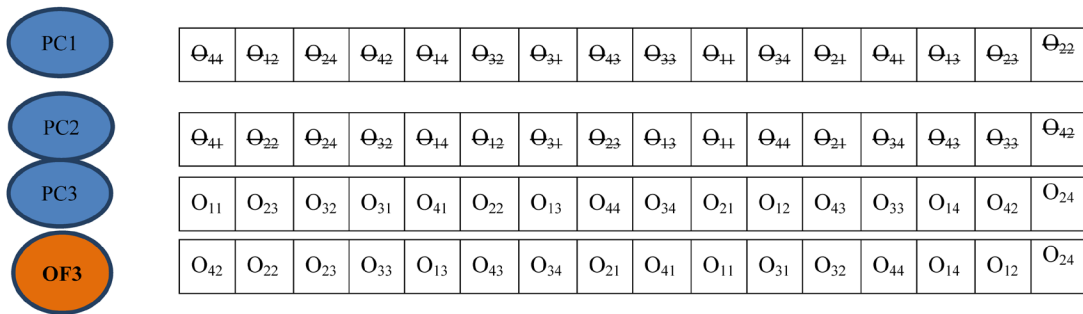 PC1 O₄₄ O₁₂ O₂₄ O₄₂ O₁₄ O₃₂ O₃₁ O₄₃ O₃₃ O₁₁ O₃₄ O₂₁ O₄₁ O₁₃ O₂₃ O₂₂
PC2 O₄₁ O₂₂ O₂₄ O₃₂ O₁₄ O₁₂ O₃₁ O₂₃ O₁₃ O₁₁ O₄₄ O₂₁ O₃₄ O₄₃ O₃₃ O₄₂
PC3 O₁₁ O₂₃ O₃₂ O₃₁ O₄₁ O₂₂ O₁₃ O₄₄ O₃₄ O₂₁ O₁₂ O₄₃ O₃₃ O₁₄ O₄₂ O₂₄
OF3 O₄₂ O₂₂ O₂₃ O₃₃ O₁₃ O₄₃ O₃₄ O₂₁ O₄₁ O₁₁ O₃₁ O₃₂ O₄₄ O₁₄ O₁₂ O₂₄